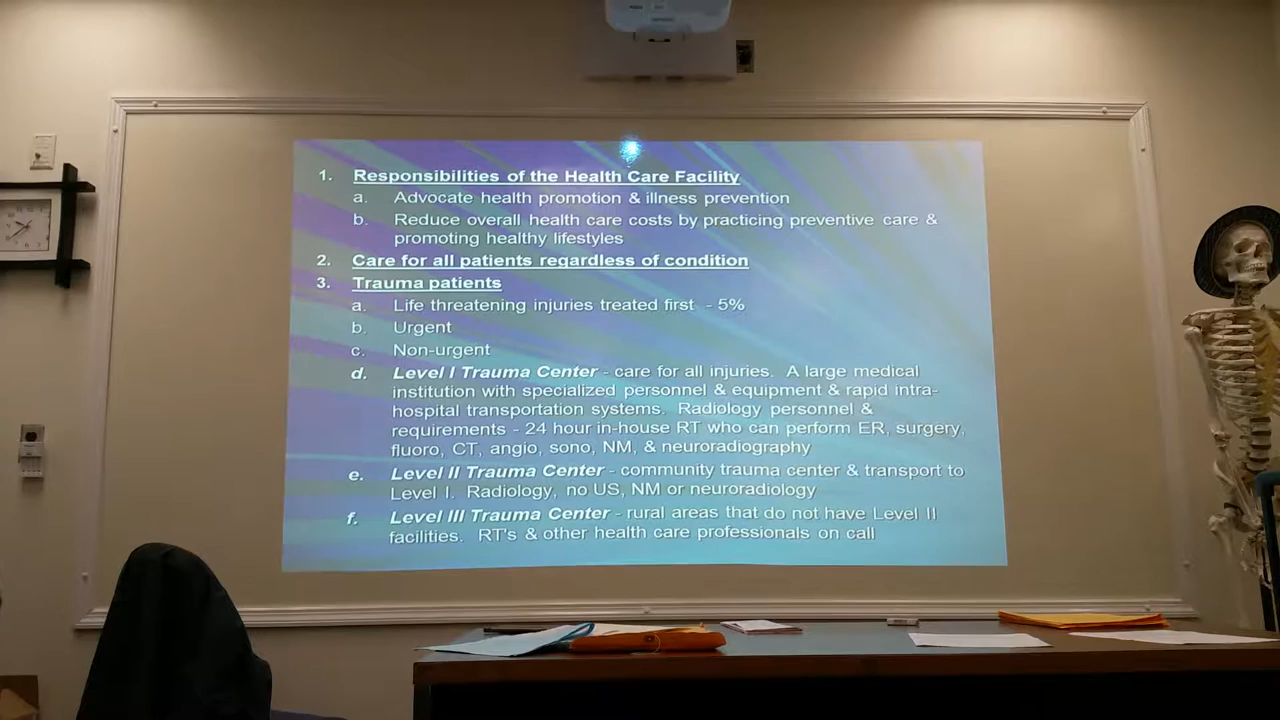 1. Responsibilities of the Health Care Facility
a. Advocate health promotion & illness prevention
b. Reduce overall health care costs by practicing preventive care &
promoting healthy lifestyles
2. Care for all patients regardless of condition
3. Trauma patients
a. Life threatening injuries treated first - 5%
b. Urgent
c. Non-urgent
d. Level I Trauma Center - care for all injuries. A large medical
institution with specialized personnel & equipment & rapid intra-
hospital transportation systems. Radiology personnel &
requirements - 24 hour in-house RT who can perform ER, surgery,
fluoro, CT, angio, sono, NM, & neuroradiography
e. Level II Trauma Center - community trauma center & transport to
Level I. Radiology, no US, NM or neuroradiology
f. Level III Trauma Center - rural areas that do not have Level II
facilities. RT's & other health care professionals on call